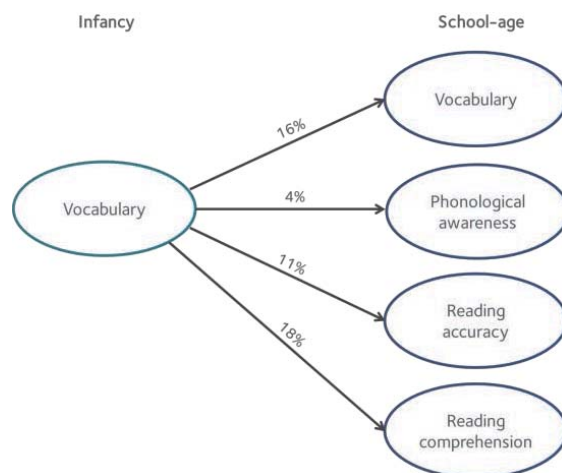 Infancy
School-age
Vocabulary
16%
Vocabulary
4%
Phonological
awareness
11%
Reading
accuracy
18%
Reading
comprehension